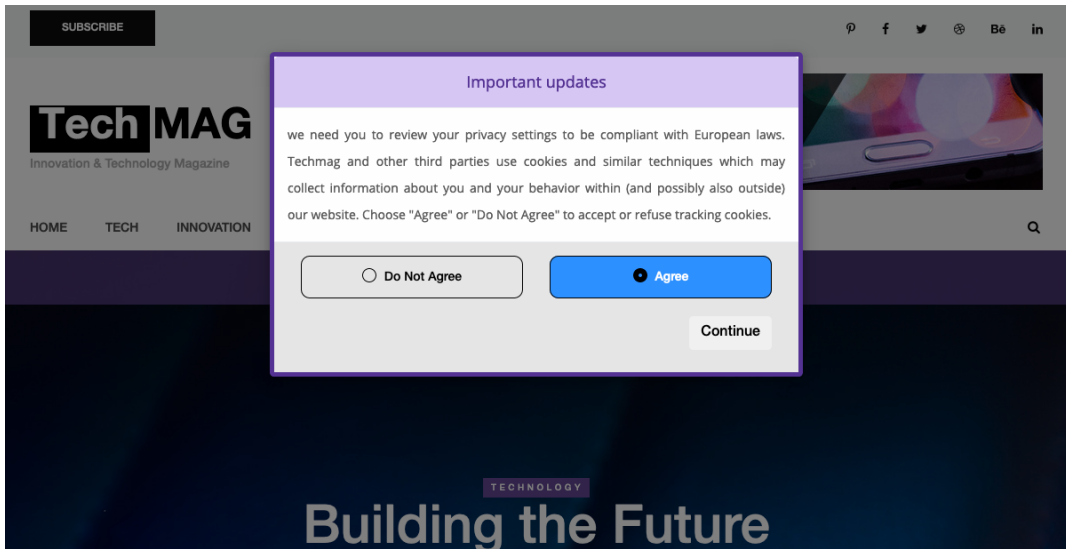 SUBSCRIBE
Bē in
Important updates
Tech MAG
Innovation & Technology Magazine
we need you to review your privacy settings to be compliant with European laws.
Techmag and other third parties use cookies and similar techniques which may
collect information about you and your behavior within (and possibly also outside)
our website. Choose "Agree" or "Do Not Agree" to accept or refuse tracking cookies.
HOME TECH INNOVATION
Do Not Agree Agree
Continue
TECHNOLOGY
Building the Future